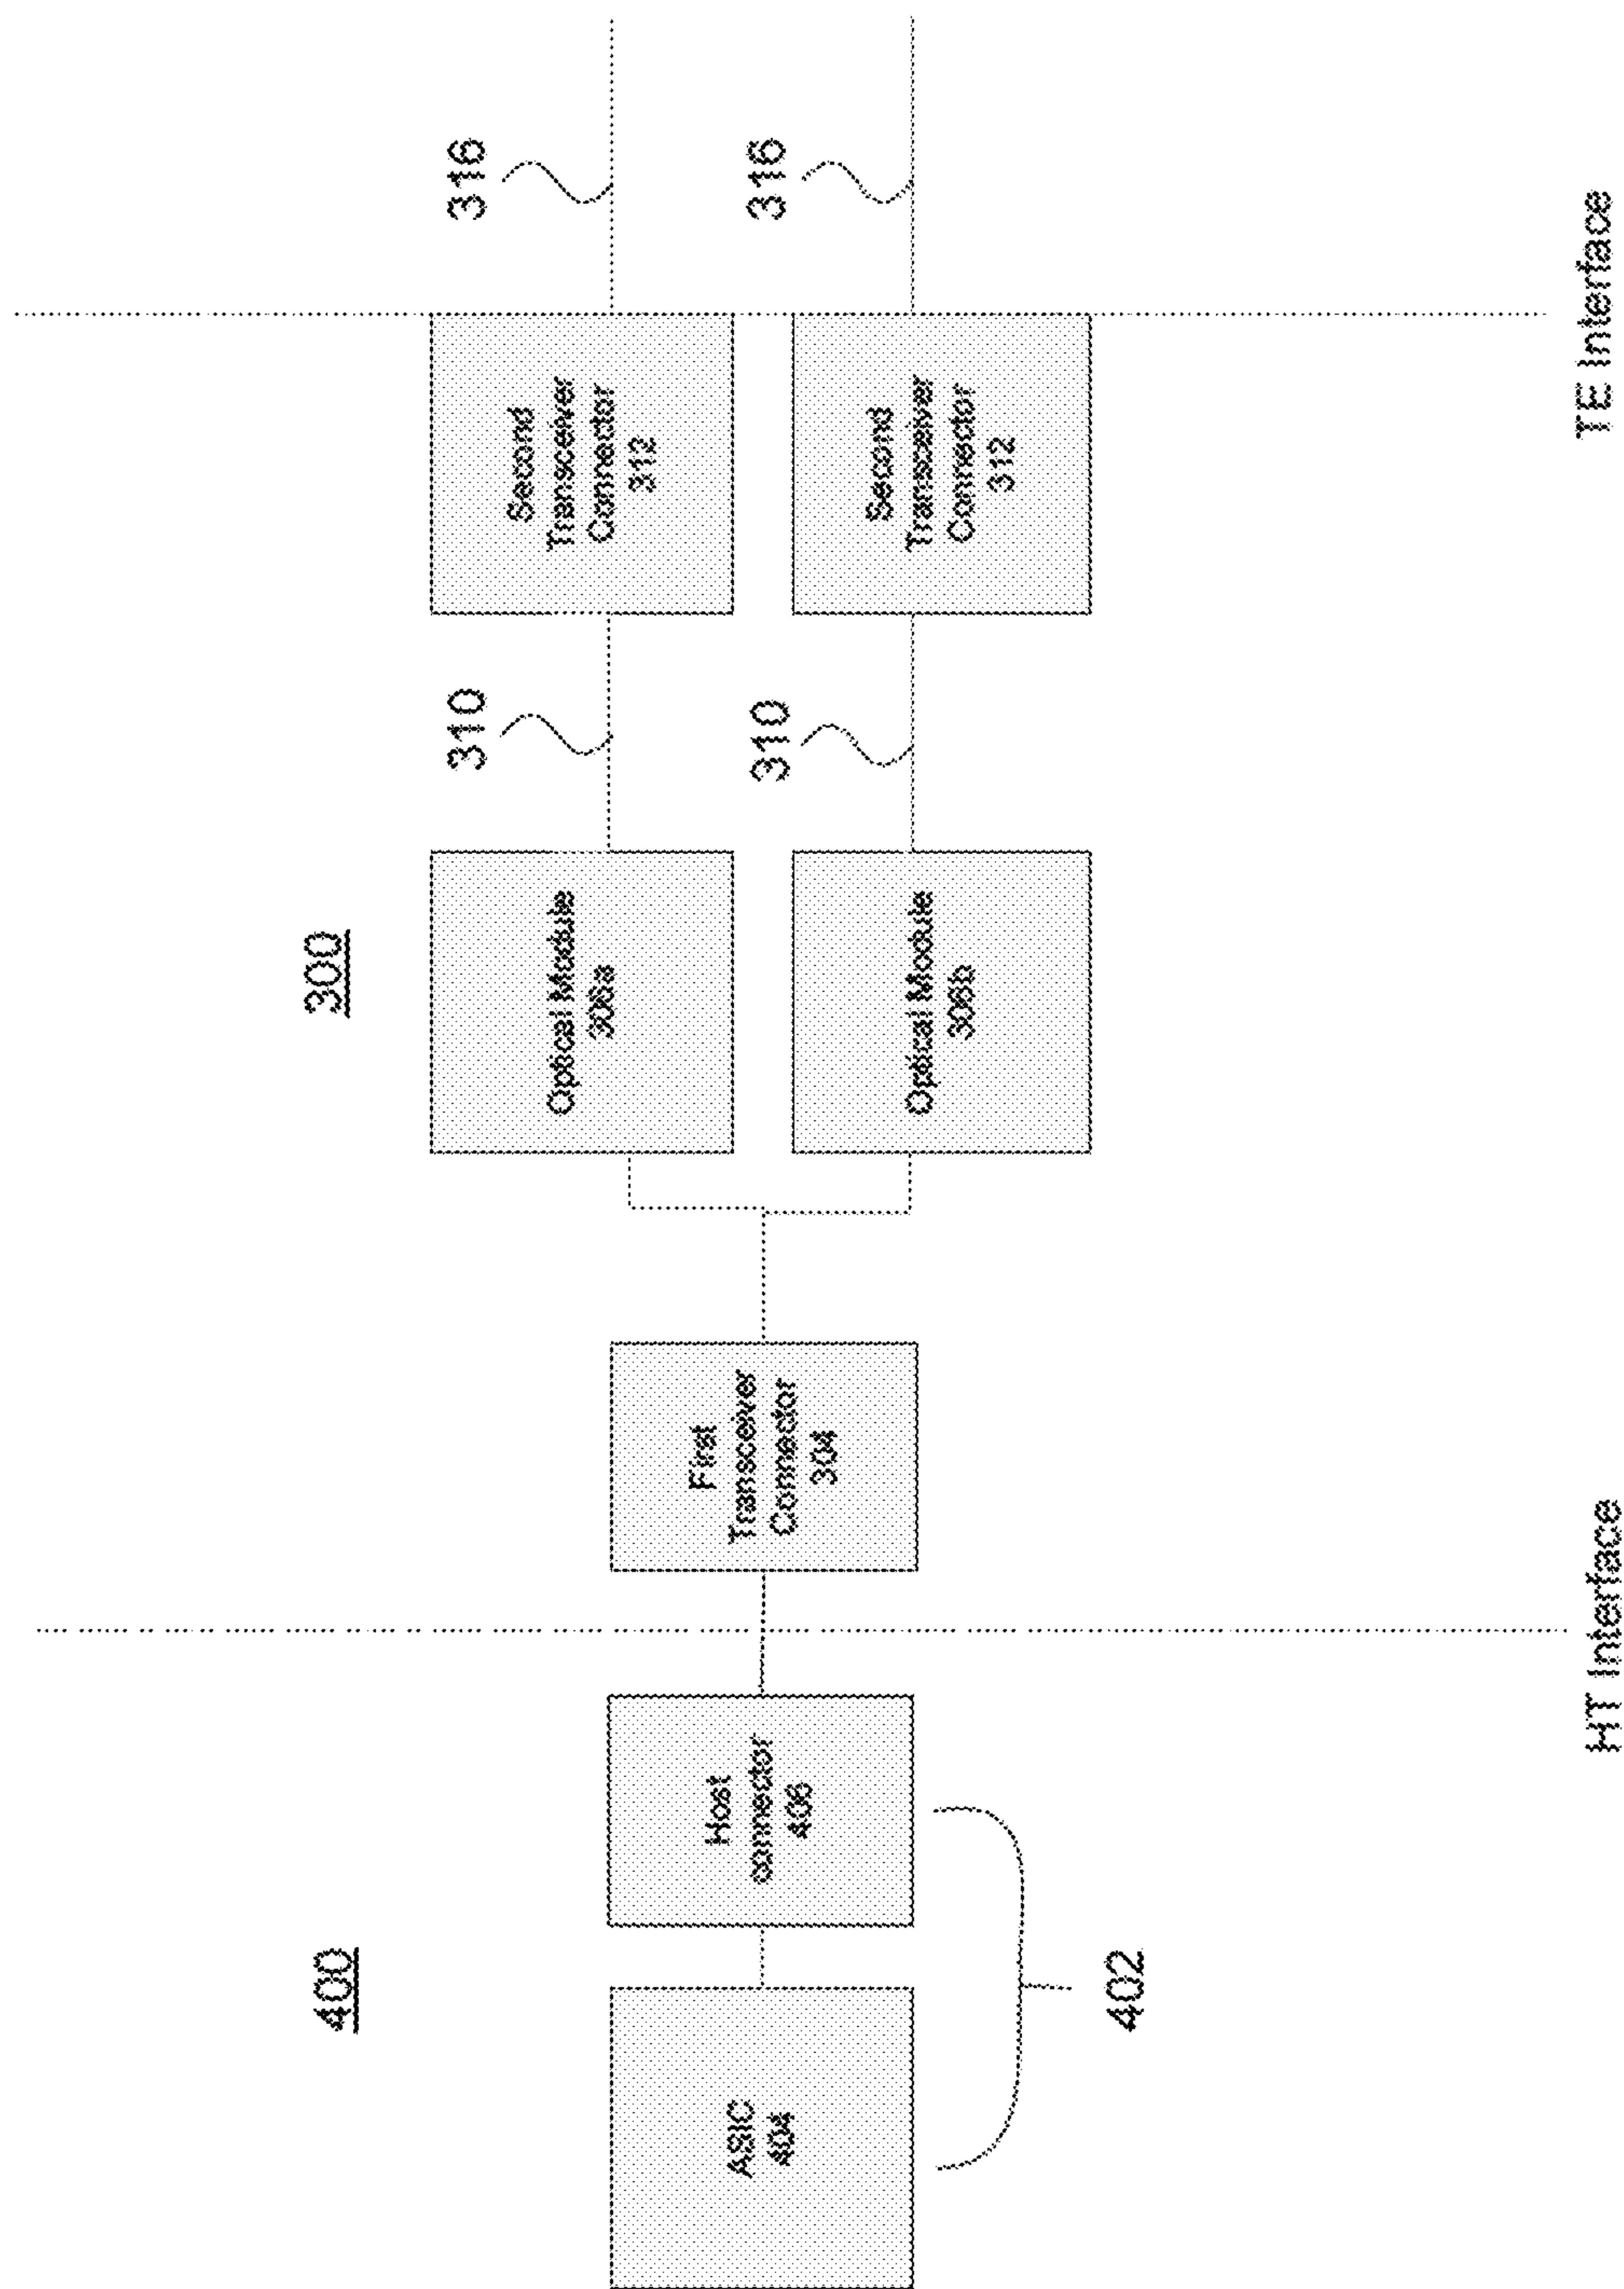 400
300
ASIC
404
Host
connector
406
402
First
Transceiver
Connector
304
Optical Module
306a
Optical Module
306b
310
310
Second
Transceiver
Connector
312
Second
Transceiver
Connector
312
316
316
HT Interface
TE Interface